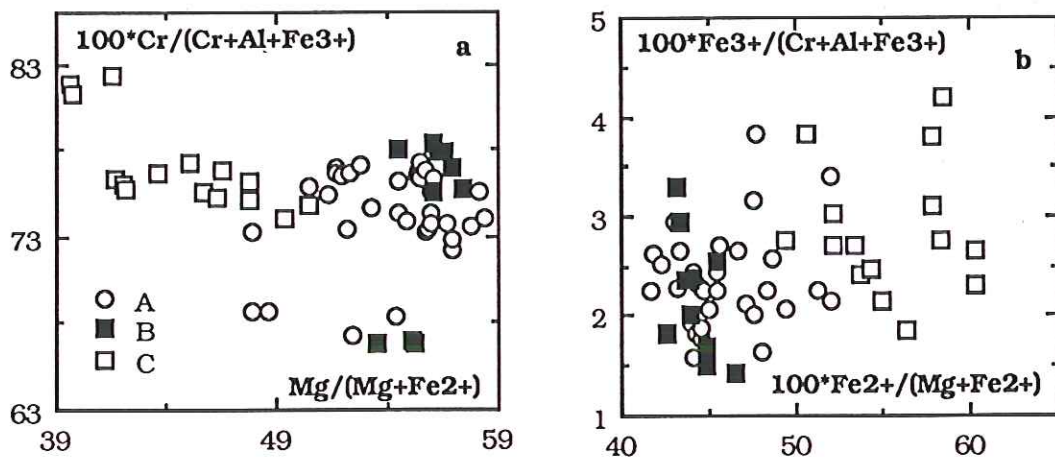 100*Cr/(Cr+Al+Fe3+) a
83
73
63
A
B
C
Mg/(Mg+Fe2+)
39 49 59
5
4
3
2
1
100*Fe3+/(Cr+Al+Fe3+)
b
100*Fe2+/(Mg+Fe2+)
40 50 60